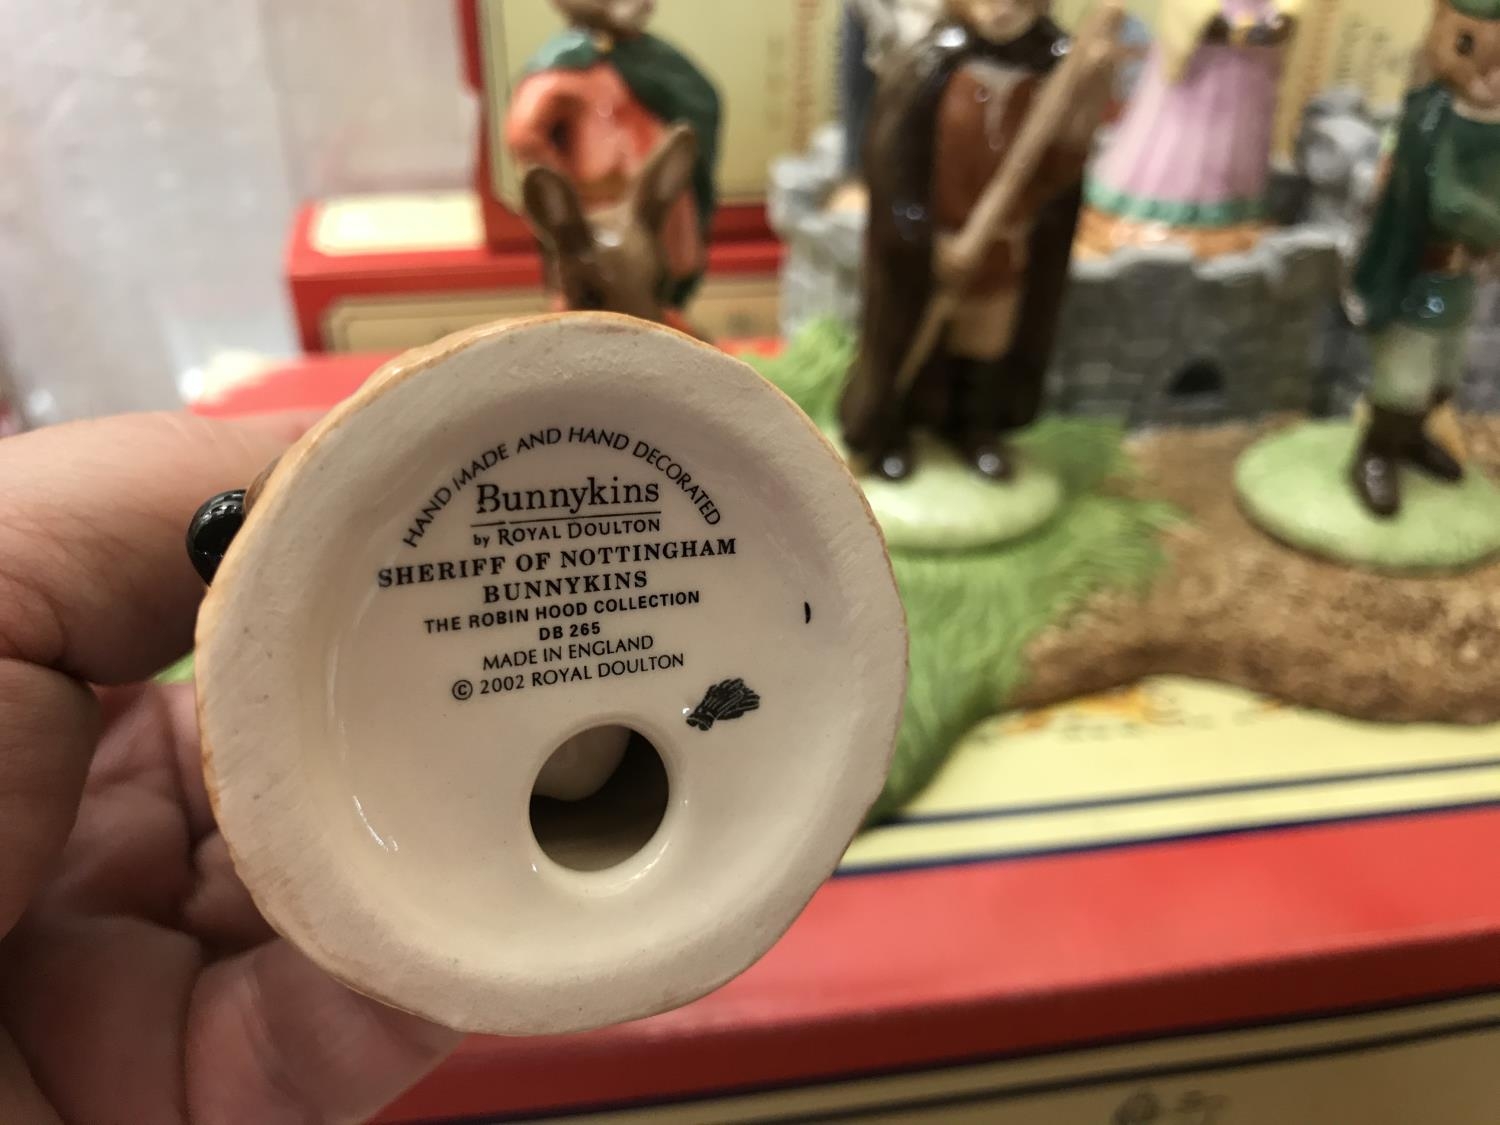 HAND MADE AND HAND DECORATED
Bunnykins
by ROYAL DOULTON
SHERIFF OF NOTTINGHAM
BUNNYKINS
THE ROBIN HOOD COLLECTION
DB 265
MADE IN ENGLAND
© 2002 ROYAL DOULTON